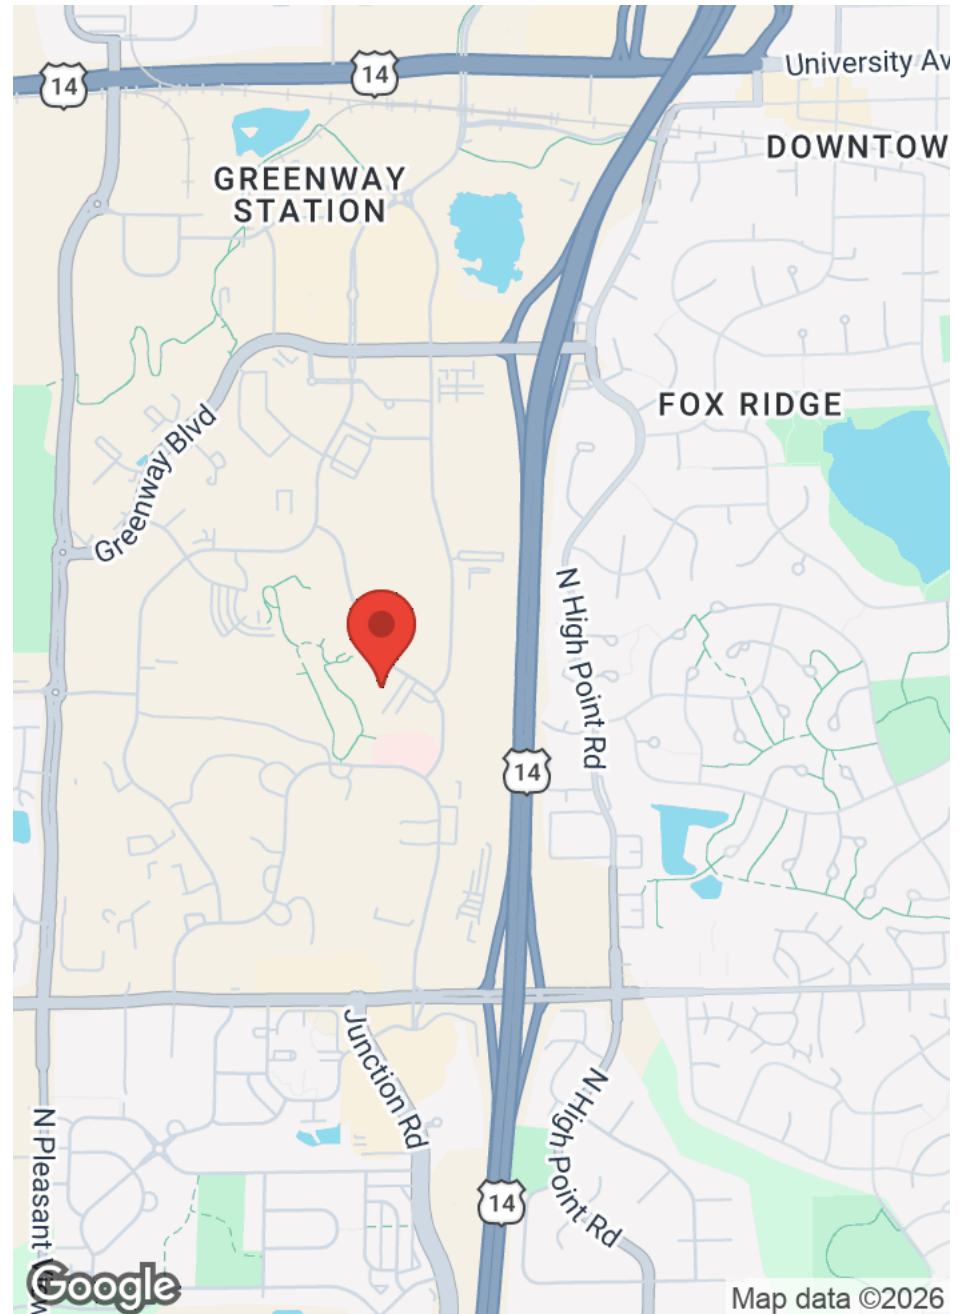 14
14
University Av
DOWNTOW
GREENWAY
STATION
FOX RIDGE
Greenway Blvd
N High Point Rd
14
Junction Rd
N High Point Rd
N Pleasant View
14
Google
Map data ©2026